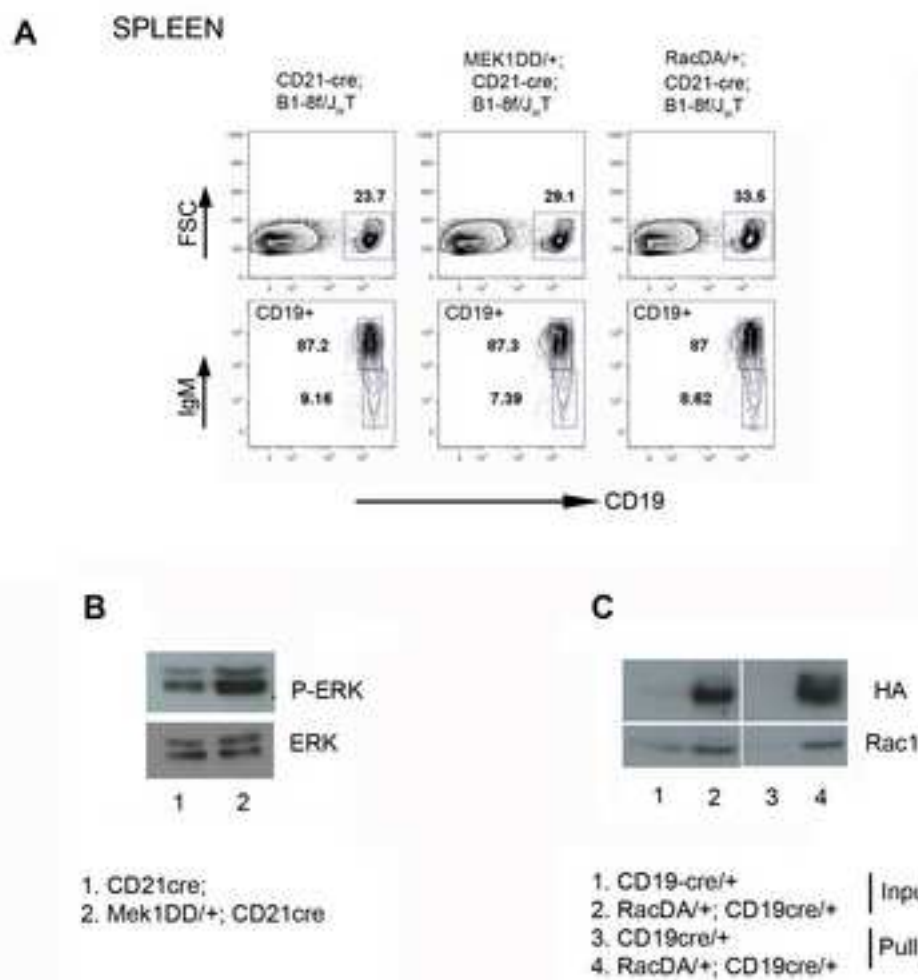 A
SPLEEN
CD21-cre;
B1-8f/JHT
MEK1DD/+;
CD21-cre;
B1-8f/JHT
RacDA/+;
CD21-cre;
B1-8f/JHT
FSC
23.7
29.1
33.5
CD19+
CD19+
CD19+
IgM
87.2
87.3
87
9.16
7.39
8.62
CD19
B
P-ERK
ERK
1 2
1. CD21cre;
2. Mek1DD/+; CD21cre
C
HA
Rac1
1 2 3 4
1. CD19-cre/+
2. RacDA/+; CD19cre/+
Inpu
3. CD19cre/+
4. RacDA/+; CD19cre/+
Pull